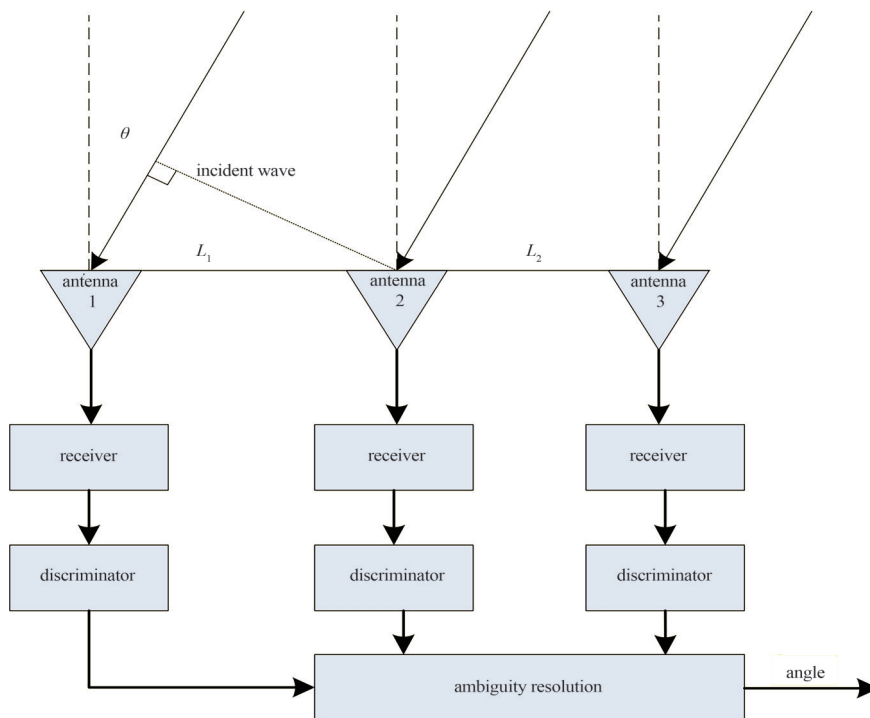 θ
incident wave
L₁
L₂
antenna
1
antenna
2
antenna
3
receiver
receiver
receiver
discriminator
discriminator
discriminator
ambiguity resolution
angle